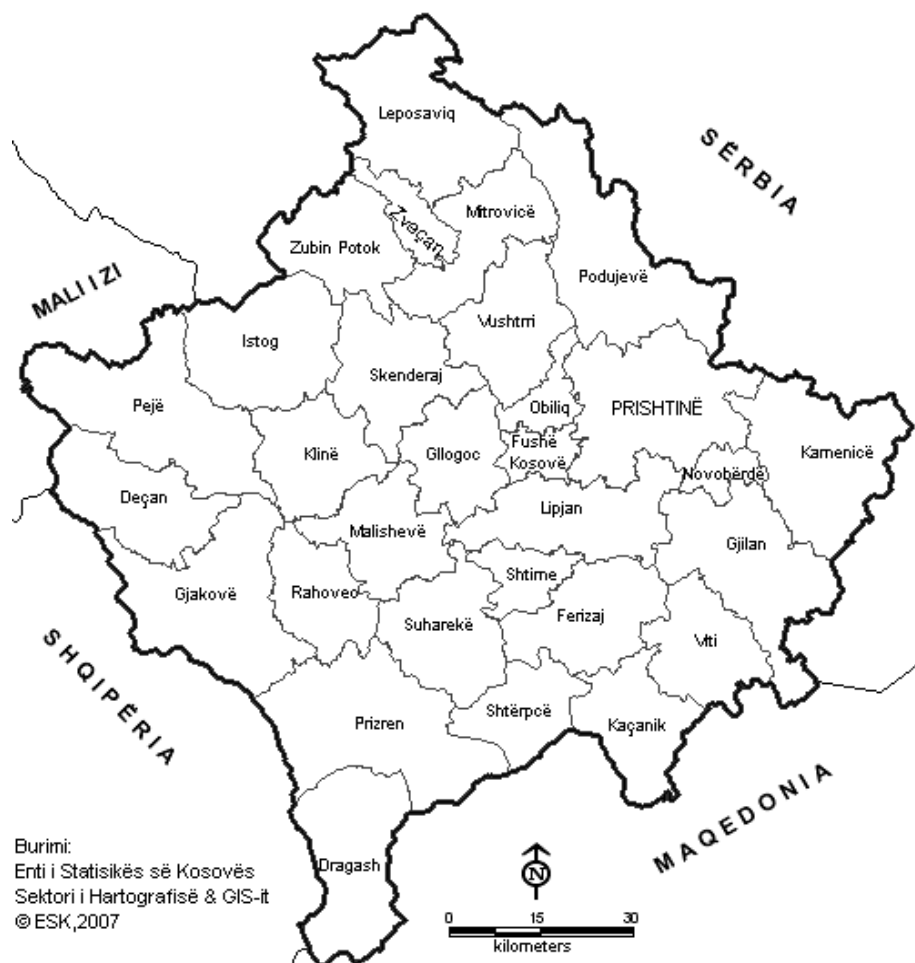 Leposaviq
SËRBIA
Mitrovicë
Zveçan
Zubin Potok
Podujevë
MALI I ZI
Vushtrri
Istog
Skenderaj
Pejë
Obiliq
PRISHTINË
Fushë
Kosovë
Klinë
Gllogoc
Kamenicë
Novobërdë
Deçan
Lipjan
Malishevë
Gjilan
Shtime
Gjakovë
Rahovec
Ferizaj
Suharekë
Viti
SHQIPËRIA
Shtërpcë
Prizren
Kaçanik
MAQEDONIA
Dragash
Burimi:
Enti i Statisikës së Kosovës
Sektori i Hartografisë & GIS-it
© ESK,2007
N
0 15 30
kilometers